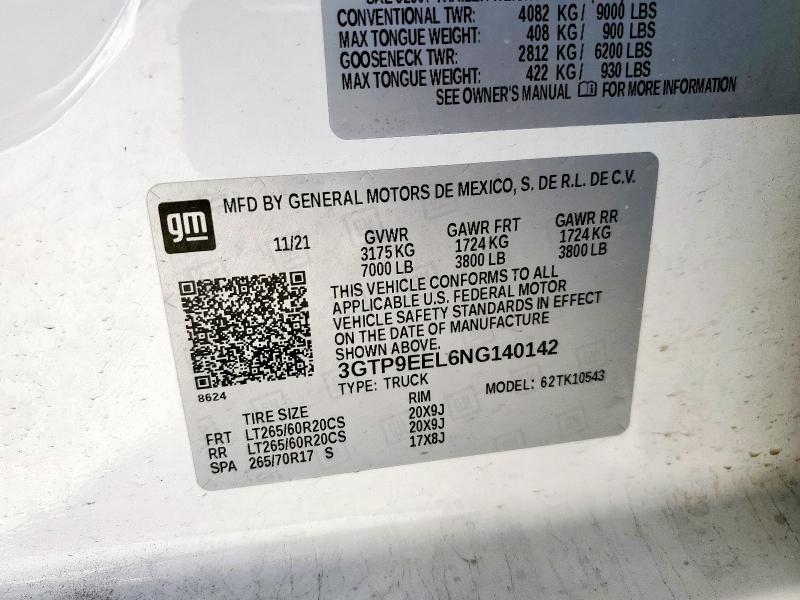 CONVENTIONAL TWR: 4082 KG/ 9000 LBS
MAX TONGUE WEIGHT: 408 KG/ 900 LBS
GOOSENECK TWR: 2812 KG/ 6200 LBS
MAX TONGUE WEIGHT: 422 KG/ 930 LBS
SEE OWNER'S MANUAL FOR MORE INFORMATION
gm
MFD BY GENERAL MOTORS DE MEXICO, S. DE R.L. DE C.V.
11/21 GVWR GAWR FRT GAWR RR
3175 KG 1724 KG 1724 KG
7000 LB 3800 LB 3800 LB
THIS VEHICLE CONFORMS TO ALL
APPLICABLE U.S. FEDERAL MOTOR
VEHICLE SAFETY STANDARDS IN EFFECT
ON THE DATE OF MANUFACTURE
SHOWN ABOVE.
3GTP9EEL6NG140142
TYPE: TRUCK MODEL: 62TK10543
8624
TIRE SIZE RIM
FRT LT265/60R20CS 20X9J
RR LT265/60R20CS 20X9J
SPA 265/70R17 S 17X8J